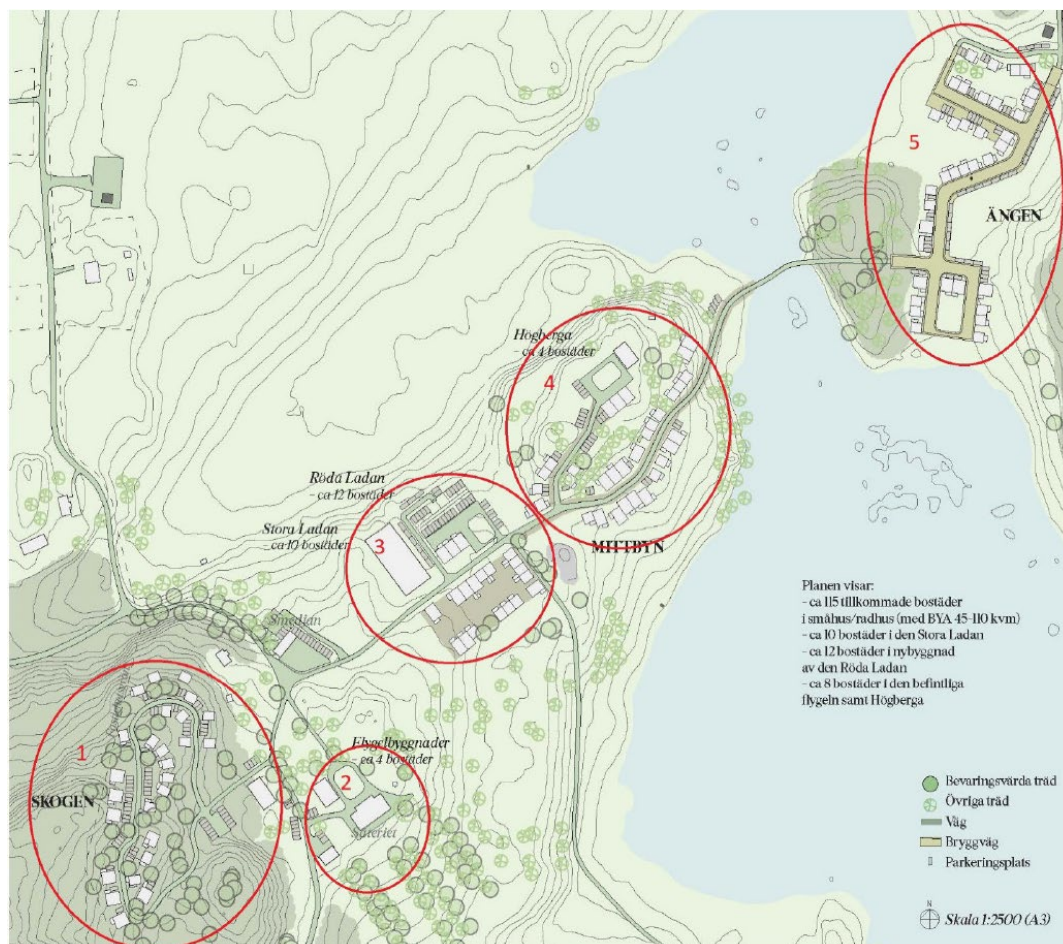 5
ÄNGEN
Högberga
- ca 4 bostäder
4
Röda Ladan
- ca 12 bostäder
Stora Ladan
- ca 10 bostäder
3
MITTBYN
Smedjan
Planen visar:
- ca 115 tillkommade bostäder
i småhus/radhus (med BYA 45-110 kvm)
- ca 10 bostäder i den Stora Ladan
- ca 12 bostäder i nybyggnad
av den Röda Ladan
- ca 8 bostäder i den befintliga
flygeln samt Högberga
1
SKOGEN
Flygelbyggnader
- ca 4 bostäder
2
Säteriet
Bevaringsvärda träd
Övriga träd
Väg
Bryggväg
Parkeringsplats
N
Skala 1:2500 (A3)